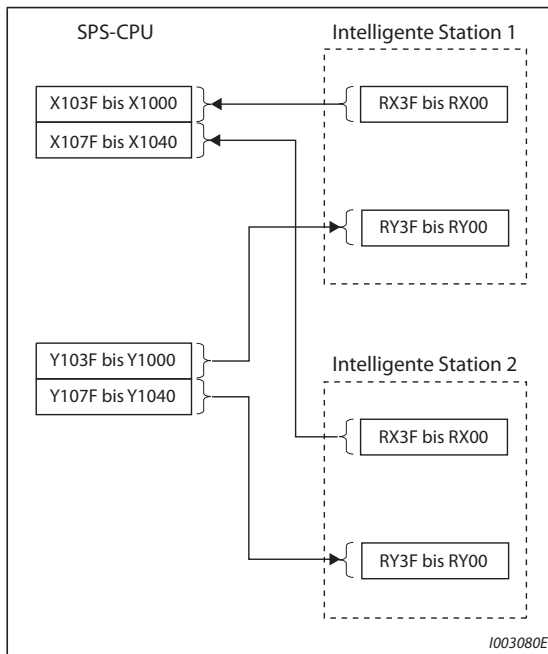 SPS-CPU
Intelligente Station 1
X103F bis X1000
RX3F bis RX00
X107F bis X1040
RY3F bis RY00
Y103F bis Y1000
Intelligente Station 2
Y107F bis Y1040
RX3F bis RX00
RY3F bis RY00
I003080E